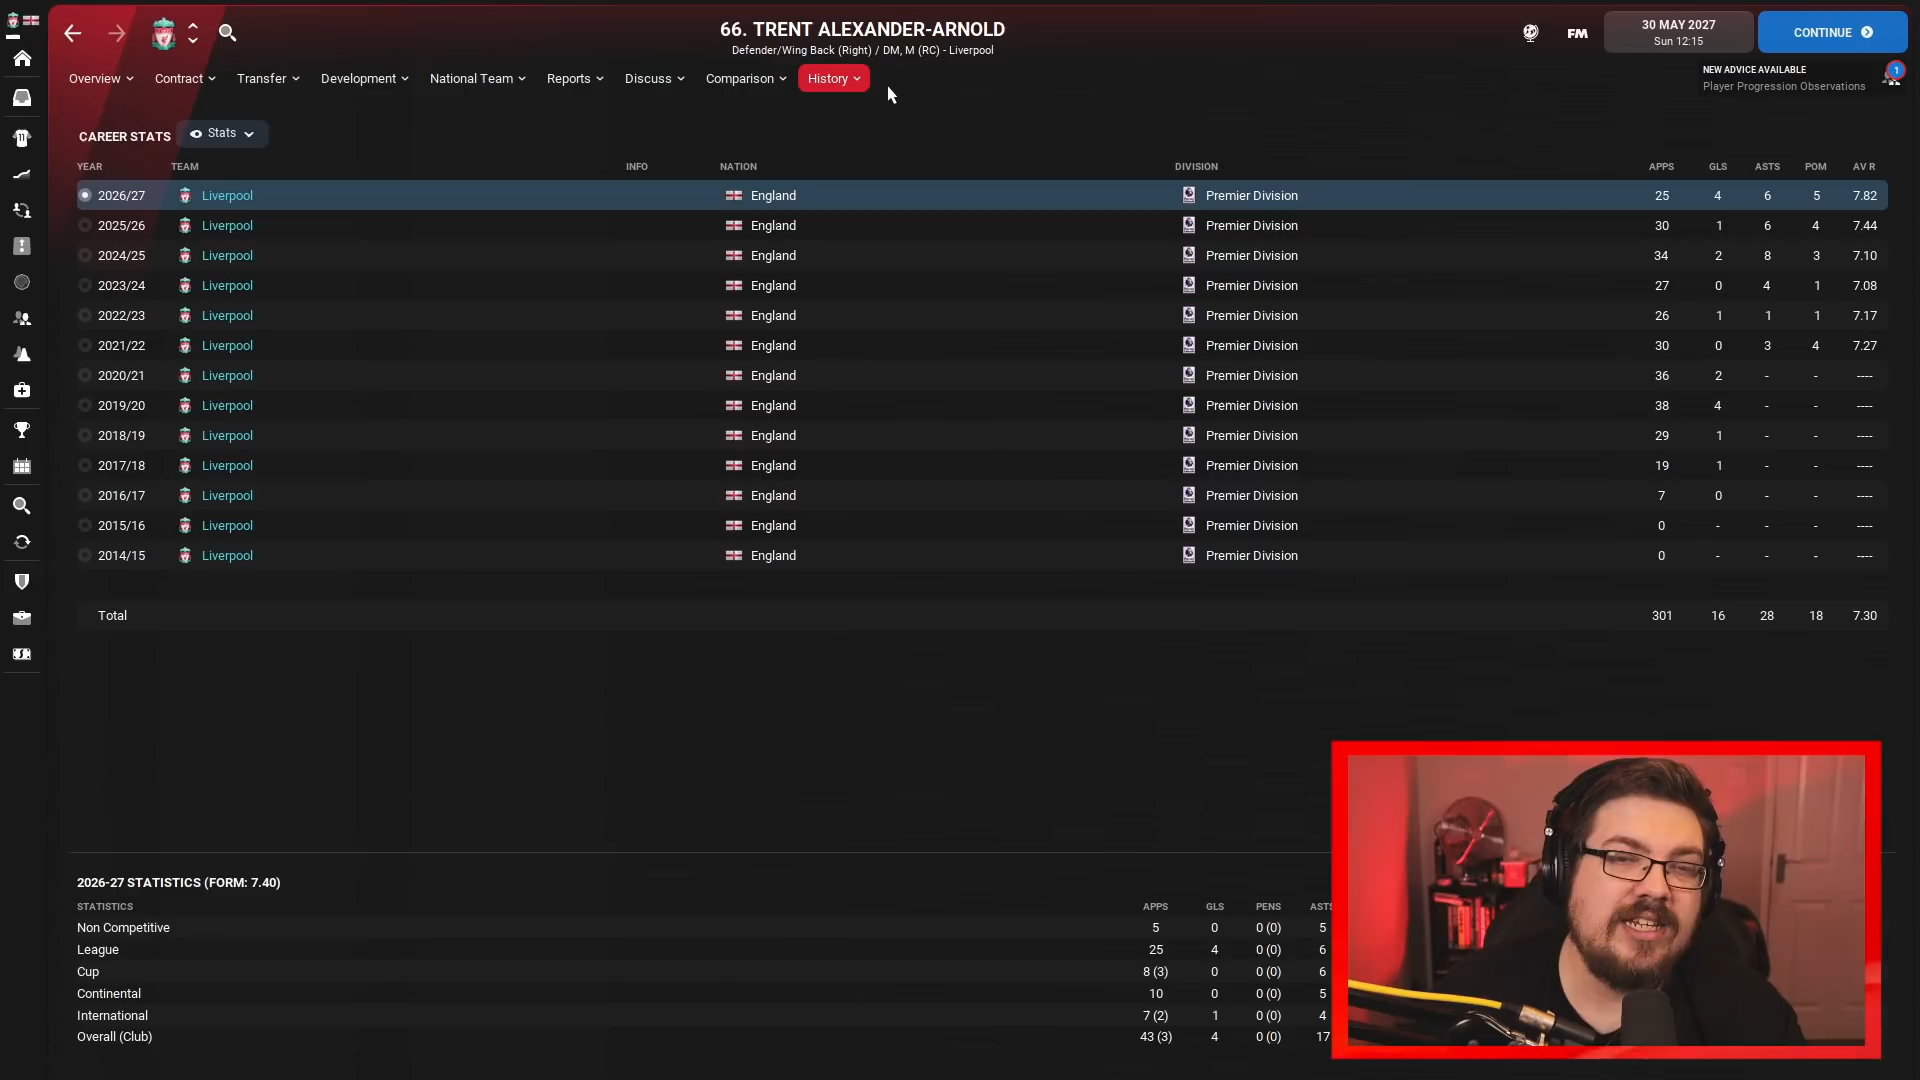 66. TRENT ALEXANDER-ARNOLD
Defender/Wing Back (Right) / DM, M (RC) - Liverpool
FM
30 MAY 2027
Sun 12:15
CONTINUE
Overview Contract Transfer Development National Team Reports Discuss Comparison History
NEW ADVICE AVAILABLE
Player Progression Observations
1
CAREER STATS Stats
YEAR TEAM INFO NATION DIVISION APPS GLS ASTS POM AV R
2026/27 Liverpool England Premier Division 25 4 6 5 7.82
2025/26 Liverpool England Premier Division 30 1 6 4 7.44
2024/25 Liverpool England Premier Division 34 2 8 3 7.10
2023/24 Liverpool England Premier Division 27 0 4 1 7.08
2022/23 Liverpool England Premier Division 26 1 1 1 7.17
2021/22 Liverpool England Premier Division 30 0 3 4 7.27
2020/21 Liverpool England Premier Division 36 2 - - ----
2019/20 Liverpool England Premier Division 38 4 - - ----
2018/19 Liverpool England Premier Division 29 1 - - ----
2017/18 Liverpool England Premier Division 19 1 - - ----
2016/17 Liverpool England Premier Division 7 0 - - ----
2015/16 Liverpool England Premier Division 0 - - - ----
2014/15 Liverpool England Premier Division 0 - - - ----
Total 301 16 28 18 7.30
2026-27 STATISTICS (FORM: 7.40)
STATISTICS APPS GLS PENS ASTS
Non Competitive 5 0 0 (0) 5
League 25 4 0 (0) 6
Cup 8 (3) 0 0 (0) 6
Continental 10 0 0 (0) 5
International 7 (2) 1 0 (0) 4
Overall (Club) 43 (3) 4 0 (0) 17